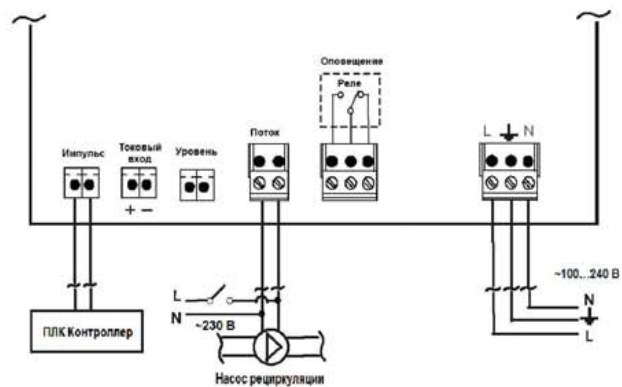 Оповещение
Реле
Импульс
Токовый
вход
Уровень
Поток
L N
+ −
~100...240 В
L
N
~230 В
N
L
ПЛК Контроллер
Насос рециркуляции